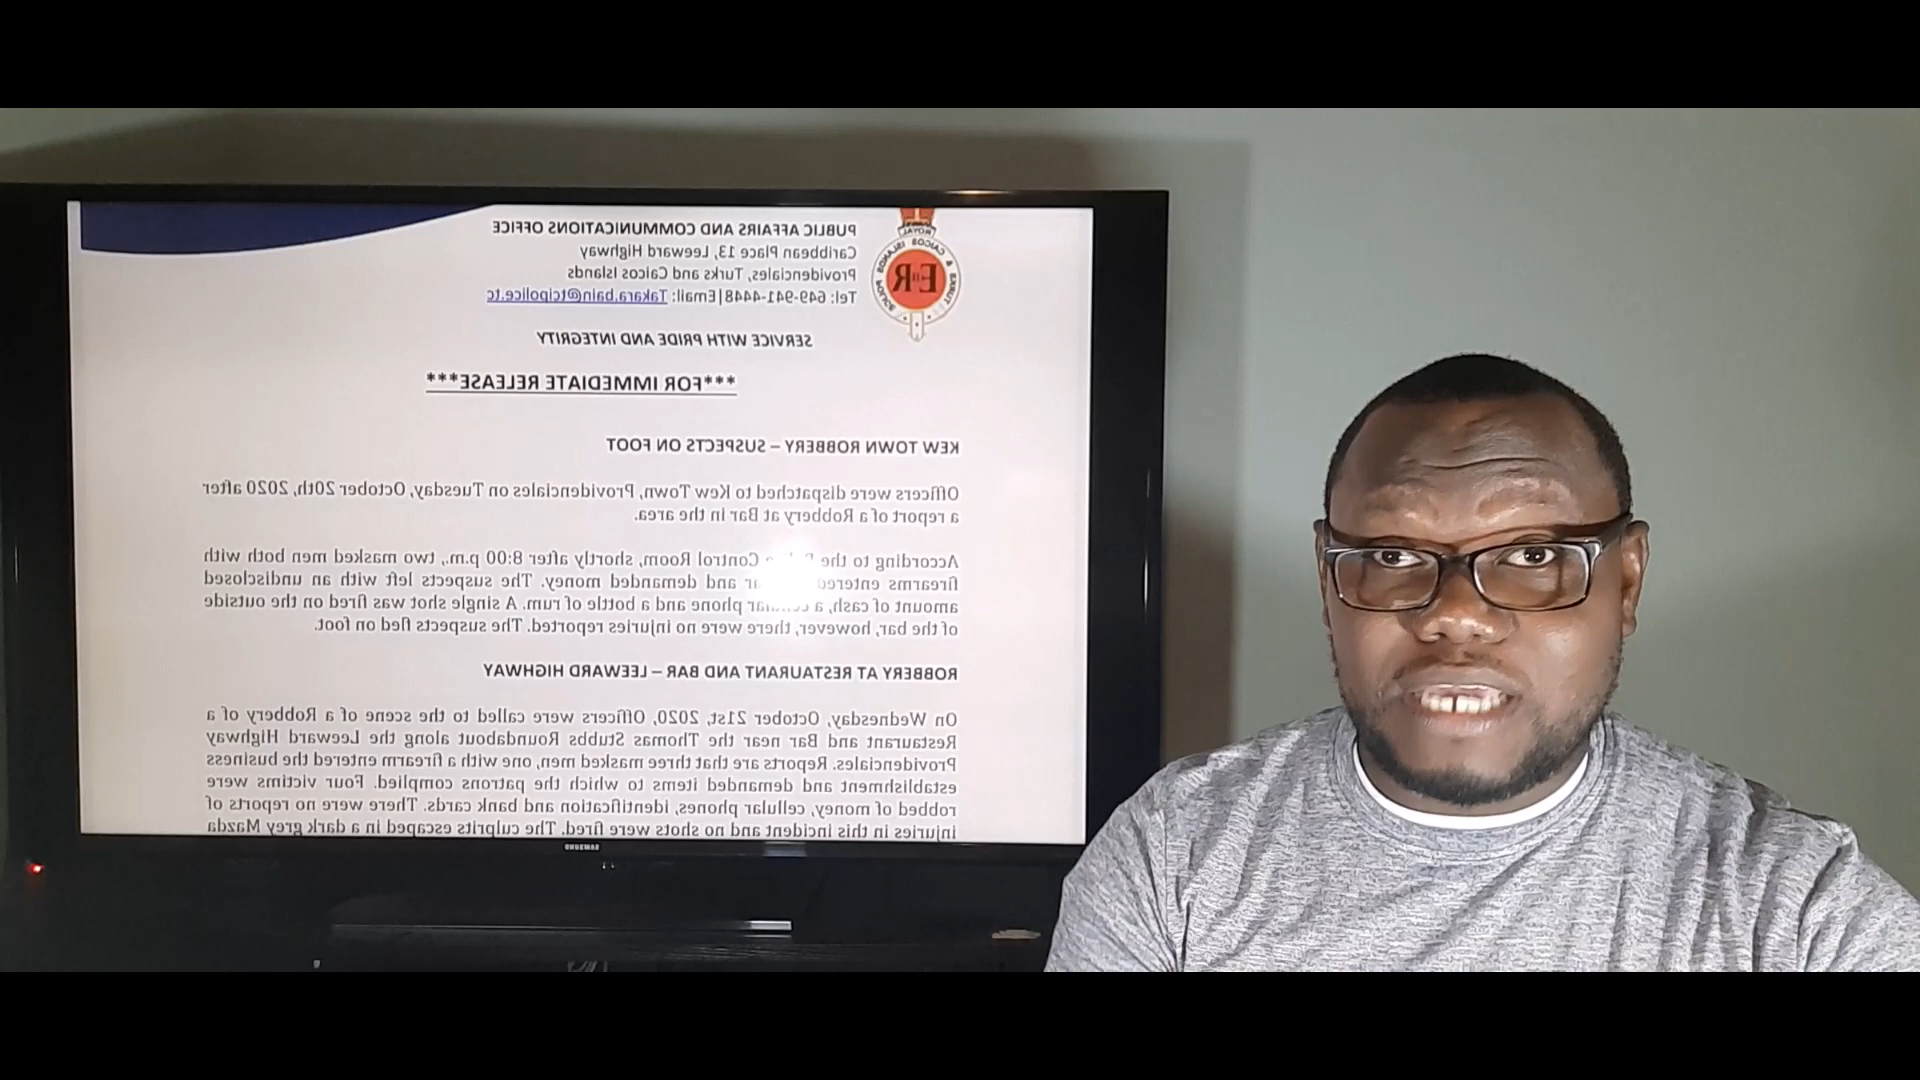 PUBLIC AFFAIRS AND COMMUNICATIONS OFFICE
Caribbean Place 13, Leeward Highway
Providenciales, Turks and Caicos Islands
Tel: 649-941-4448|Email: Takara.bain@tcipolice.tc
ROYAL
TURKS & CAICOS ISLANDS POLICE
EIIR
SERVICE WITH PRIDE AND INTEGRITY
***FOR IMMEDIATE RELEASE***
KEW TOWN ROBBERY – SUSPECTS ON FOOT
Officers were dispatched to Kew Town, Providenciales on Tuesday, October 20th, 2020 after
a report of a Robbery at Bar in the area.
According to the Control Room, shortly after 8:00 p.m., two masked men both with
firearms entered and demanded money. The suspects left with an undisclosed
amount of cash, a phone and a bottle of rum. A single shot was fired on the outside
of the bar, however, there were no injuries reported. The suspects fled on foot.
ROBBERY AT RESTAURANT AND BAR – LEEWARD HIGHWAY
On Wednesday, October 21st, 2020, Officers were called to the scene of a Robbery of a
Restaurant and Bar near the Thomas Stubbs Roundabout along the Leeward Highway
Providenciales. Reports are that three masked men, one with a firearm entered the business
establishment and demanded items to which the patrons complied. Four victims were
robbed of money, cellular phones, identification and bank cards. There were no reports of
injuries in this incident and no shots were fired. The culprits escaped in a dark grey Mazda
SAMSUNG